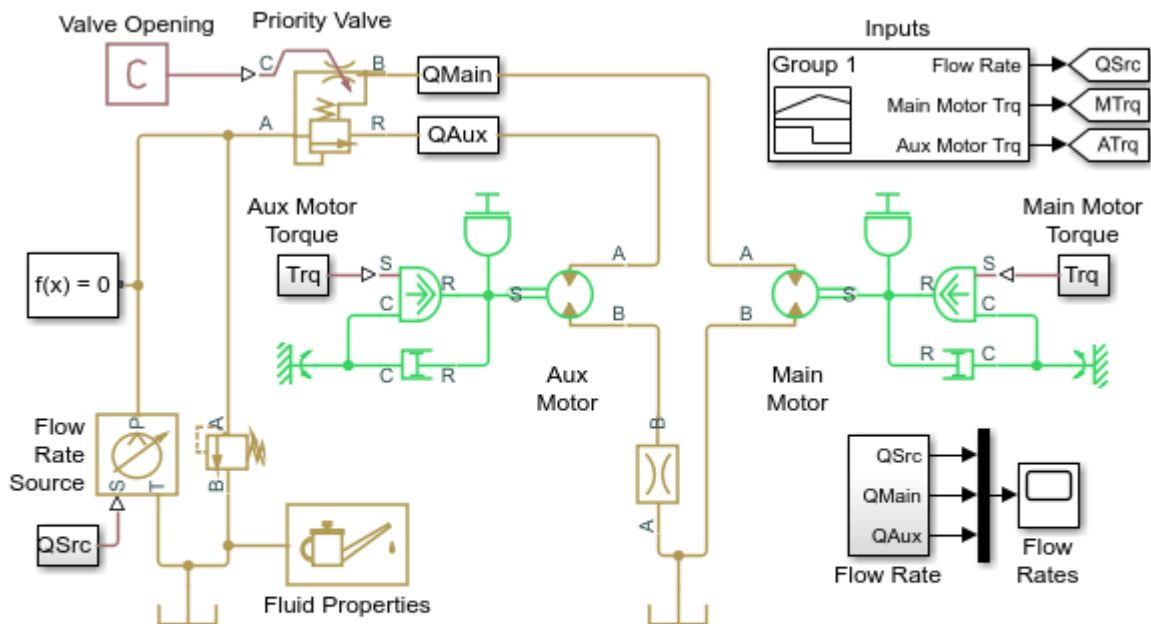 Valve Opening
Priority Valve
Inputs
C
C
B
QMain
Group 1
Flow Rate
QSrc
Main Motor Trq
MTrq
A
R
QAux
Aux Motor Trq
ATrq
Aux Motor
Torque
Main Motor
Torque
f(x) = 0
Trq
S
R
C
S
A
B
A
B
S
R
S
C
Trq
C
R
R
C
Aux
Motor
Main
Motor
Flow
Rate
Source
P
S
T
A
B
B
A
QSrc
QSrc
QMain
QAux
Fluid Properties
Flow Rate
Flow
Rates